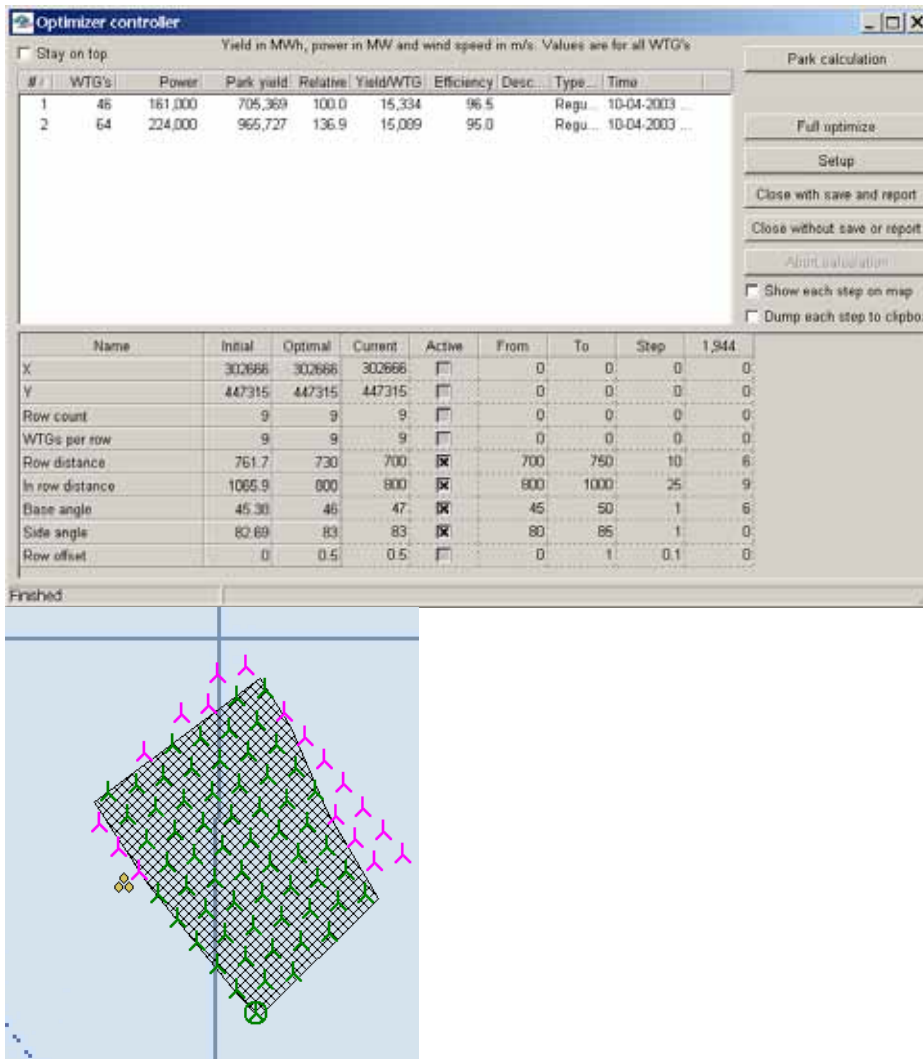 Optimizer controller
Stay on top
Yield in MWh, power in MW and wind speed in m/s. Values are for all WTG's
Park calculation
# / WTG's Power Park yield Relative Yield/WTG Efficiency Desc... Type... Time
1 46 161,000 705,369 100.0 15,334 96.5 Regu... 10-04-2003 ...
2 64 224,000 965,727 136.9 15,089 95.0 Regu... 10-04-2003 ...
Full optimize
Setup
Close with save and report
Close without save or report
Abort calculation
Show each step on map
Dump each step to clipbo
Name Initial Optimal Current Active From To Step 1,944
X 302666 302666 302666 0 0 0 0
Y 447315 447315 447315 0 0 0 0
Row count 9 9 9 0 0 0 0
WTGs per row 9 9 9 0 0 0 0
Row distance 761.7 730 700 700 750 10 6
In row distance 1065.9 800 800 800 1000 25 9
Base angle 45.30 46 47 45 50 1 6
Side angle 82.69 83 83 80 85 1 0
Row offset 0 0.5 0.5 0 1 0.1 0
Finished